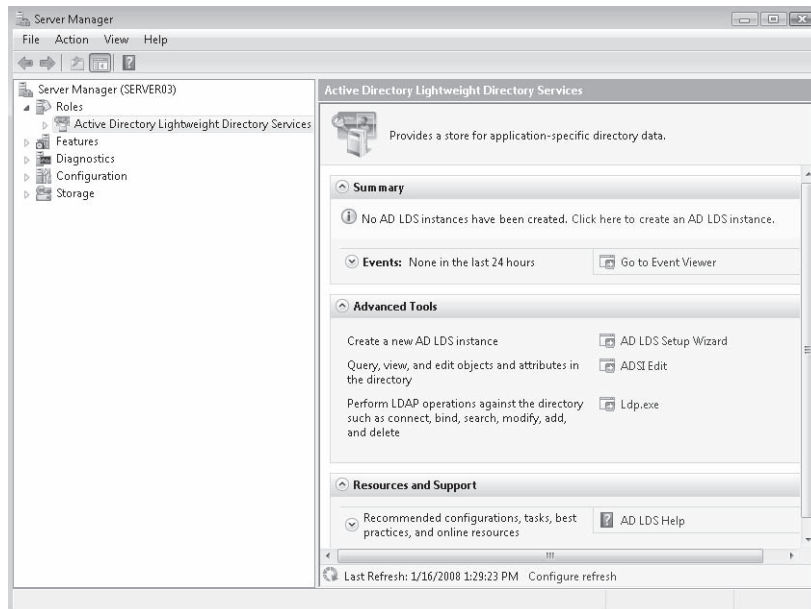 Server Manager
File Action View Help
Server Manager (SERVER03)
Roles
Active Directory Lightweight Directory Services
Features
Diagnostics
Configuration
Storage
Active Directory Lightweight Directory Services
Provides a store for application-specific directory data.
Summary
No AD LDS instances have been created. Click here to create an AD LDS instance.
Events: None in the last 24 hours
Go to Event Viewer
Advanced Tools
Create a new AD LDS instance
AD LDS Setup Wizard
Query, view, and edit objects and attributes in
the directory
ADSI Edit
Perform LDAP operations against the directory
such as connect, bind, search, modify, add,
and delete
Ldp.exe
Resources and Support
Recommended configurations, tasks, best
practices, and online resources
AD LDS Help
Last Refresh: 1/16/2008 1:29:23 PM Configure refresh